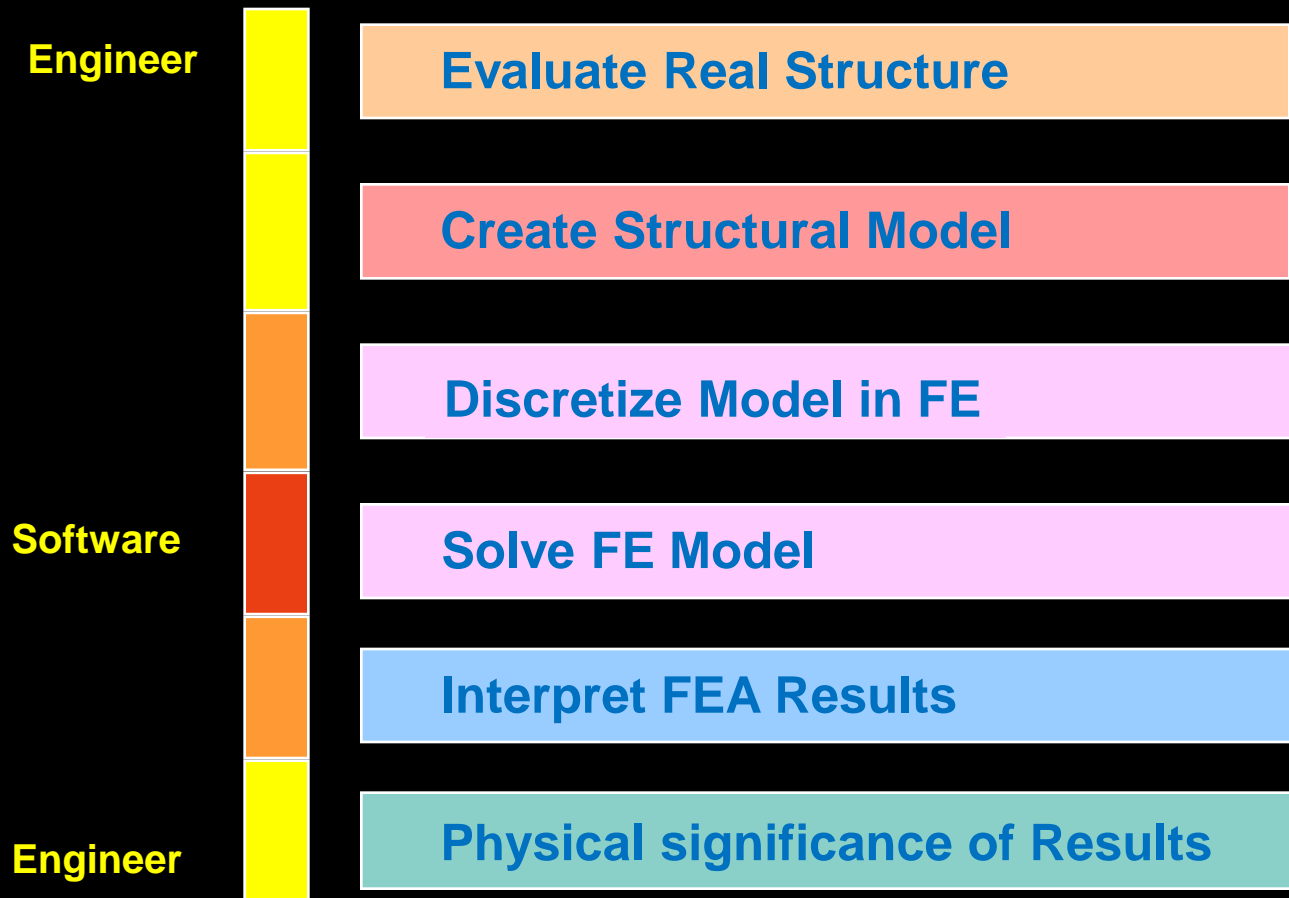 Engineer
Evaluate Real Structure
Create Structural Model
Discretize Model in FE
Software
Solve FE Model
Interpret FEA Results
Engineer
Physical significance of Results